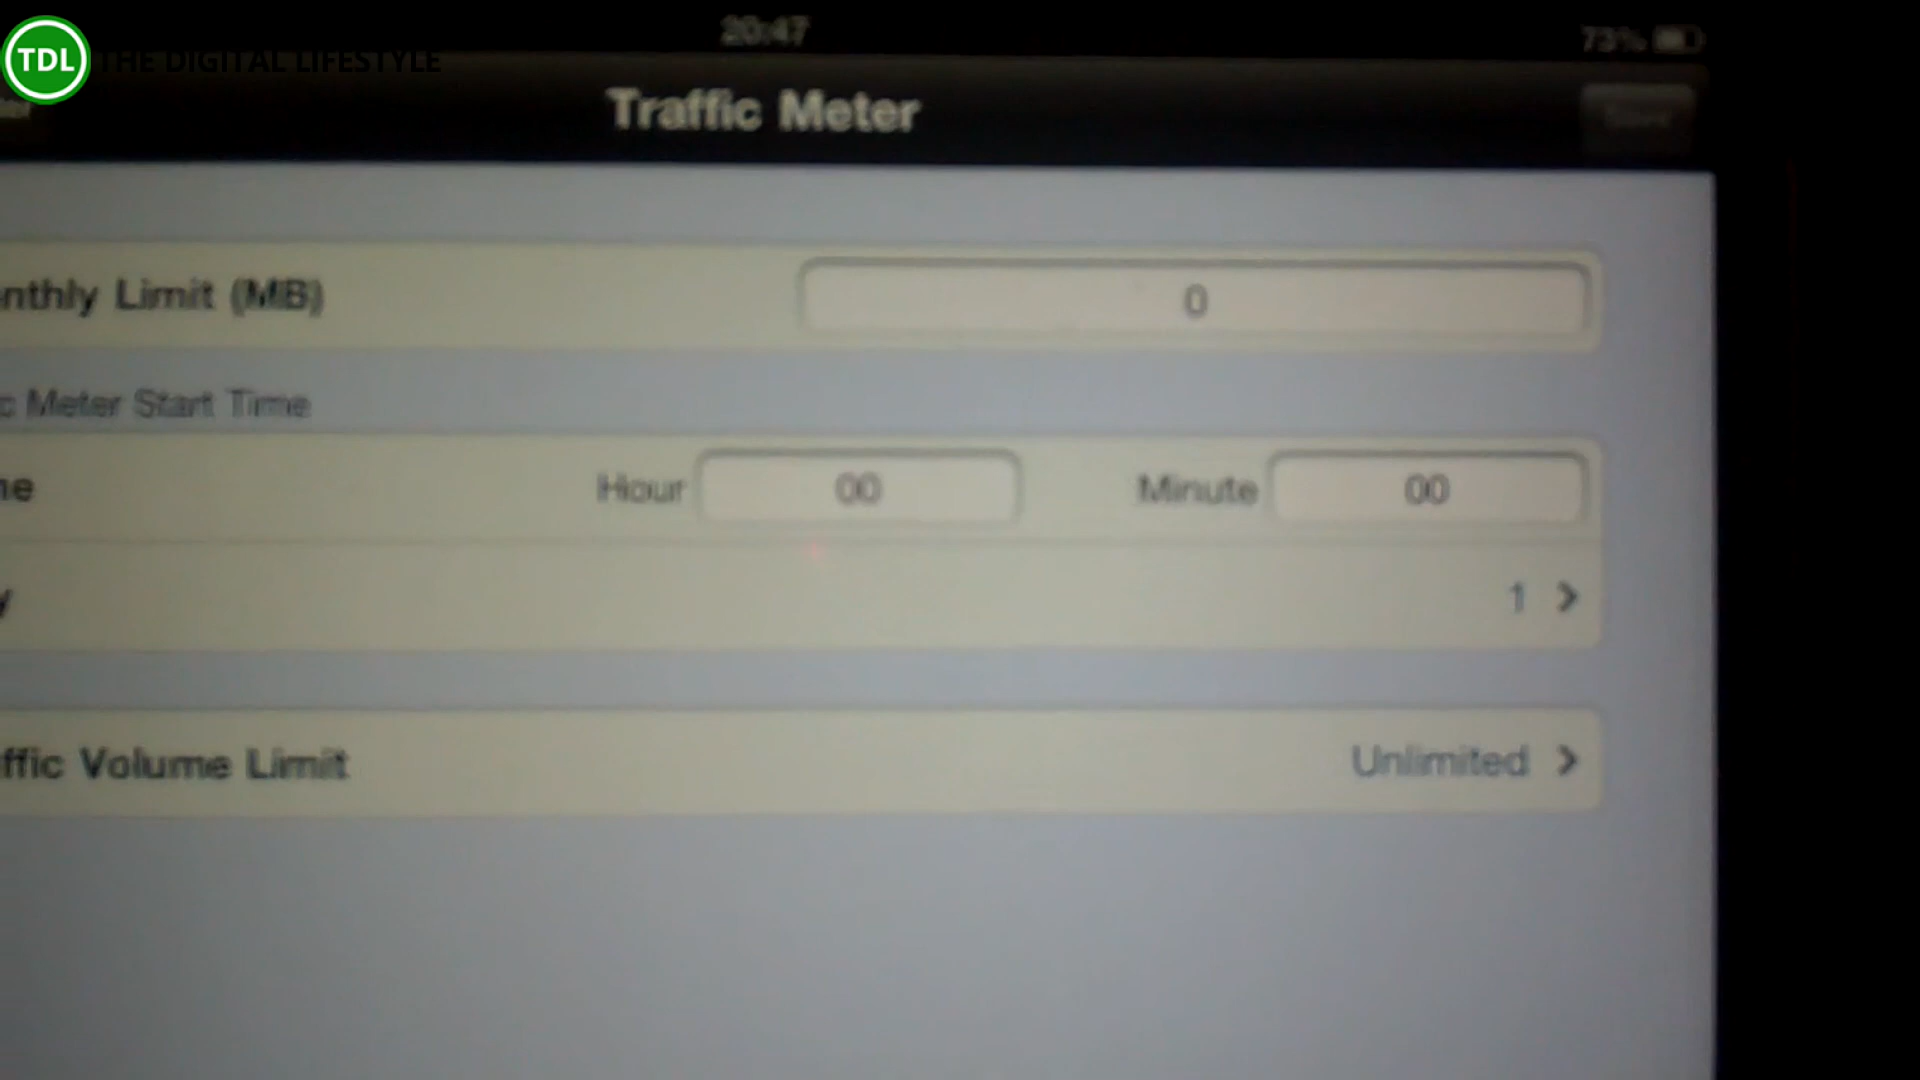 TDL THE DIGITAL LIFESTYLE
20:47
73%
Traffic Meter
nthly Limit (MB)
0
c Meter Start Time
ne
Hour
00
Minute
00
y
1 >
ffic Volume Limit
Unlimited >